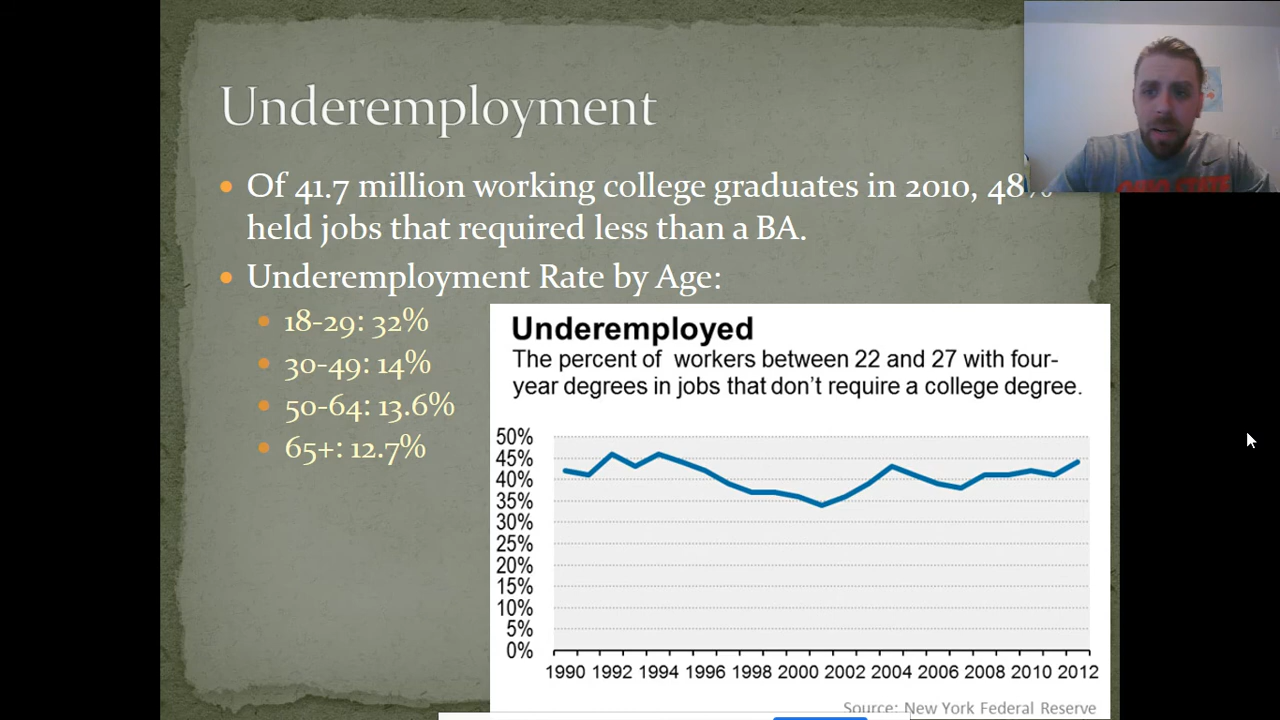 Underemployment
Of 41.7 million working college graduates in 2010, 48%
held jobs that required less than a BA.
Underemployment Rate by Age:
18-29: 32%
30-49: 14%
50-64: 13.6%
65+: 12.7%
Underemployed
The percent of workers between 22 and 27 with four-
year degrees in jobs that don't require a college degree.
50%
45%
40%
35%
30%
25%
20%
15%
10%
5%
0%
1990 1992 1994 1996 1998 2000 2002 2004 2006 2008 2010 2012
Source: New York Federal Reserve
OHIO STATE